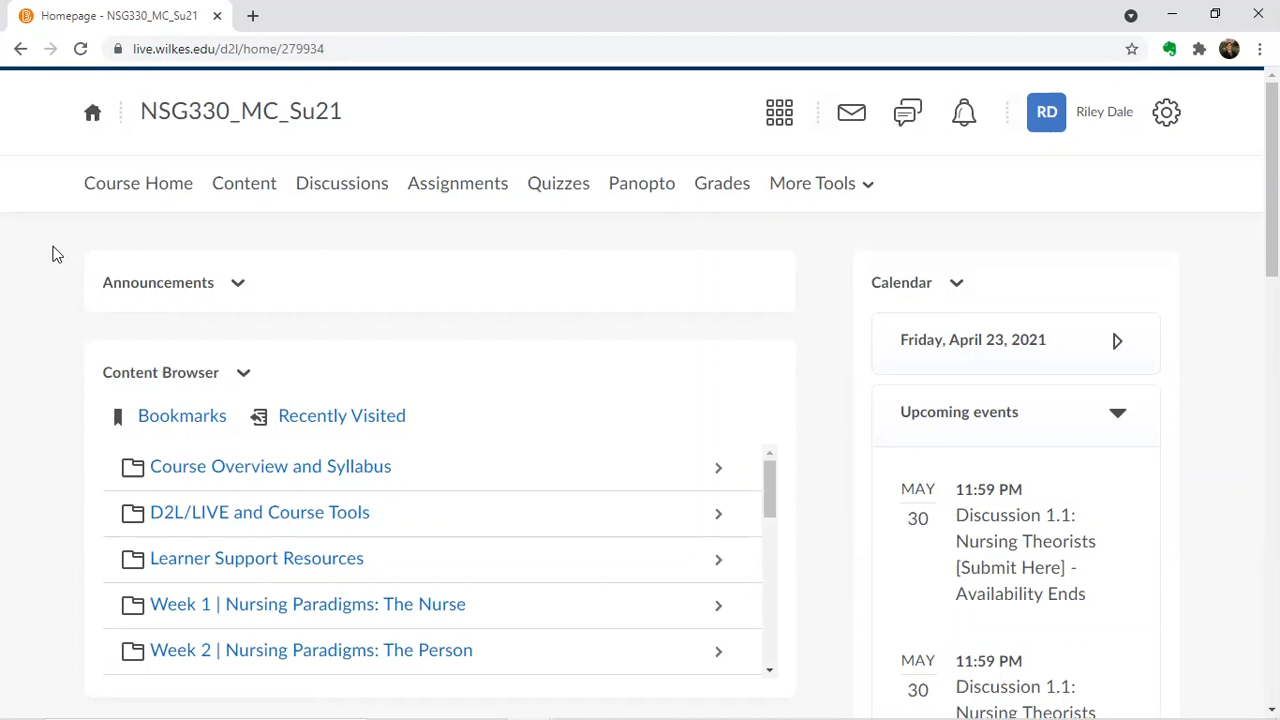 Homepage - NSG330_MC_Su21
live.wilkes.edu/d2l/home/279934
NSG330_MC_Su21
RD
Riley Dale
Course Home
Content
Discussions
Assignments
Quizzes
Panopto
Grades
More Tools
Announcements
Content Browser
Bookmarks
Recently Visited
Course Overview and Syllabus
D2L/LIVE and Course Tools
Learner Support Resources
Week 1 | Nursing Paradigms: The Nurse
Week 2 | Nursing Paradigms: The Person
Calendar
Friday, April 23, 2021
Upcoming events
MAY
30
11:59 PM
Discussion 1.1:
Nursing Theorists
[Submit Here] -
Availability Ends
MAY
30
11:59 PM
Discussion 1.1:
Nursing Theorists